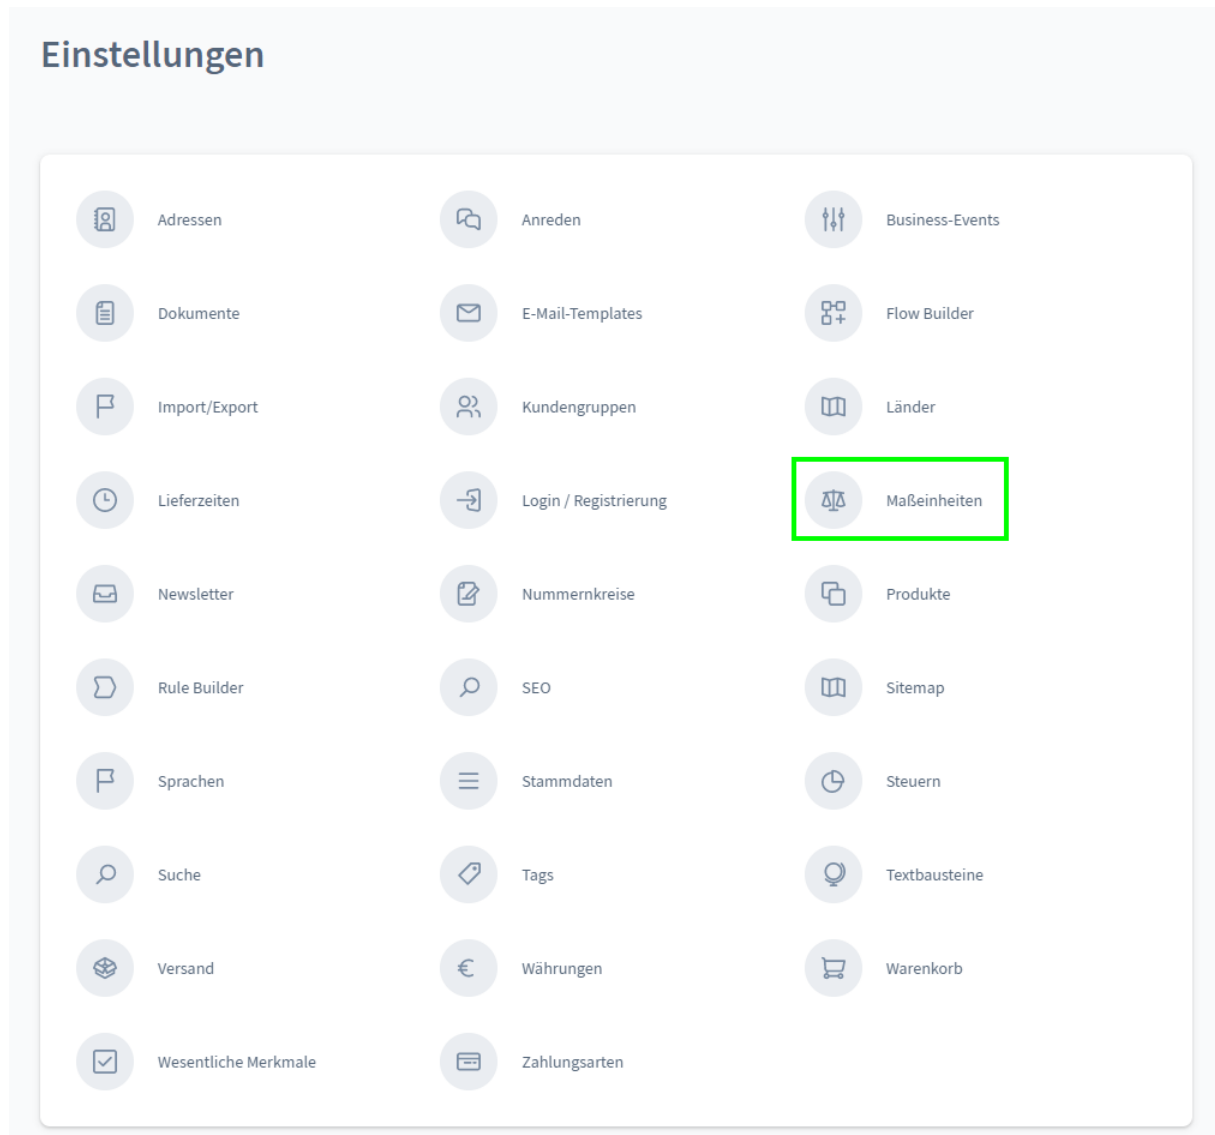 Einstellungen
Adressen
Anreden
Business-Events
Dokumente
E-Mail-Templates
Flow Builder
Import/Export
Kundengruppen
Länder
Lieferzeiten
Login / Registrierung
Maßeinheiten
Newsletter
Nummernkreise
Produkte
Rule Builder
SEO
Sitemap
Sprachen
Stammdaten
Steuern
Suche
Tags
Textbausteine
Versand
Währungen
Warenkorb
Wesentliche Merkmale
Zahlungsarten